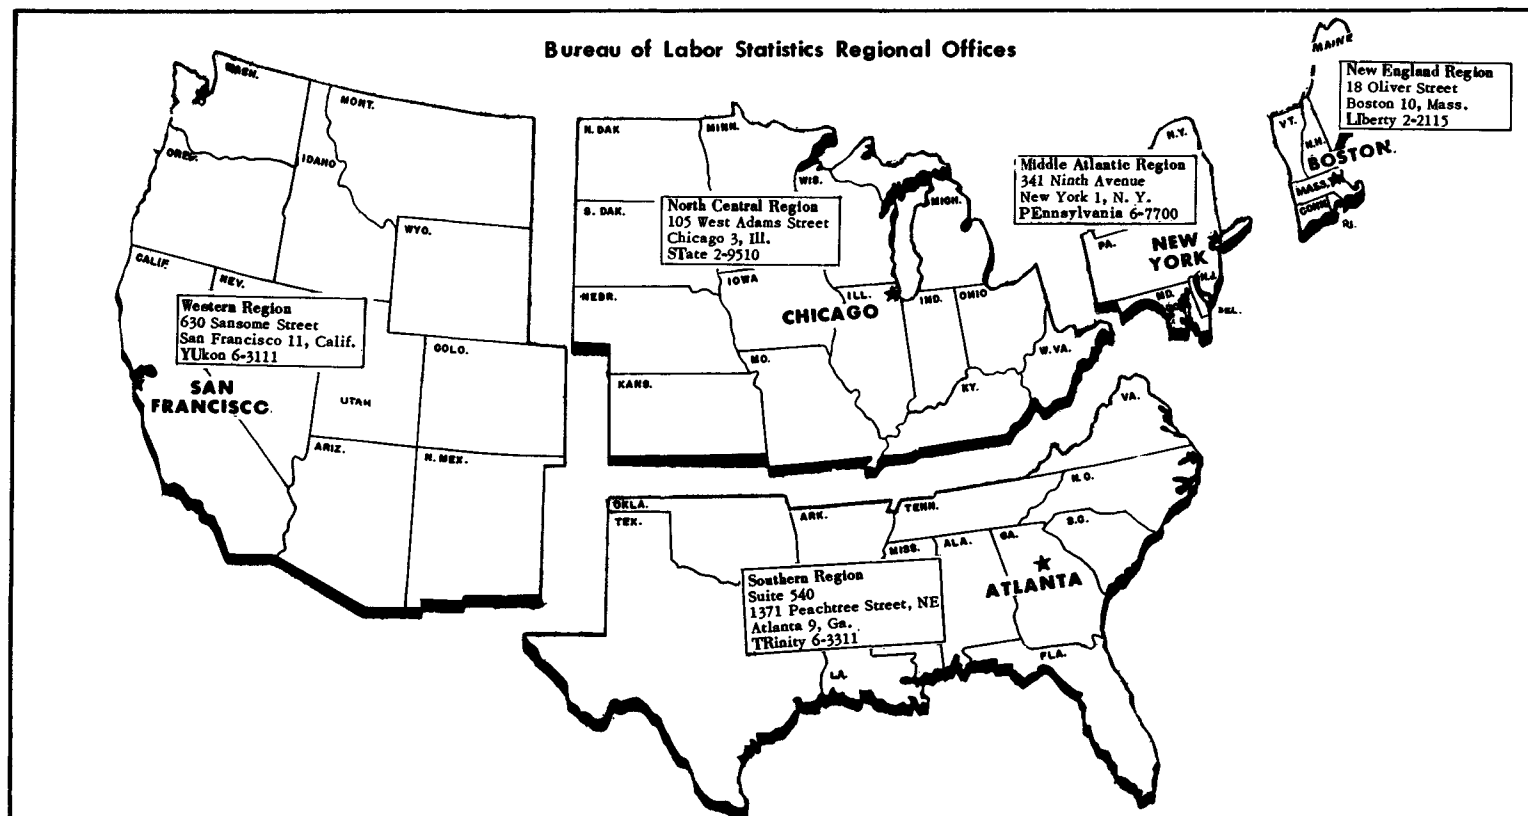 Bureau of Labor Statistics Regional Offices
MAINE
New England Region
18 Oliver Street
Boston 10, Mass.
LIberty 2-2115
WASH.
MONT.
N. DAK
MINN.
N.Y.
VT.
N.H.
BOSTON.
OREG.
IDAHO
WIS.
Middle Atlantic Region
341 Ninth Avenue
New York 1, N. Y.
PEnnsylvania 6-7700
MASS.
CONN.
R.I.
S. DAK.
North Central Region
105 West Adams Street
Chicago 3, Ill.
STate 2-9510
MICH.
WYO.
PA.
NEW
YORK
CALIF.
NEV.
IOWA
N.J.
Western Region
630 Sansome Street
San Francisco 11, Calif.
YUkon 6-3111
NEBR.
ILL.
IND.
OHIO
MD.
DEL.
CHICAGO
COLO.
MO.
W. VA.
SAN
FRANCISCO
UTAH
KANS.
KY.
VA.
ARIZ.
N. MEX.
OKLA.
TEX.
ARK.
TENN.
N.C.
S.C.
MISS.
ALA.
GA.
ATLANTA
Southern Region
Suite 540
1371 Peachtree Street, NE
Atlanta 9, Ga.
TRinity 6-3311
LA.
FLA.